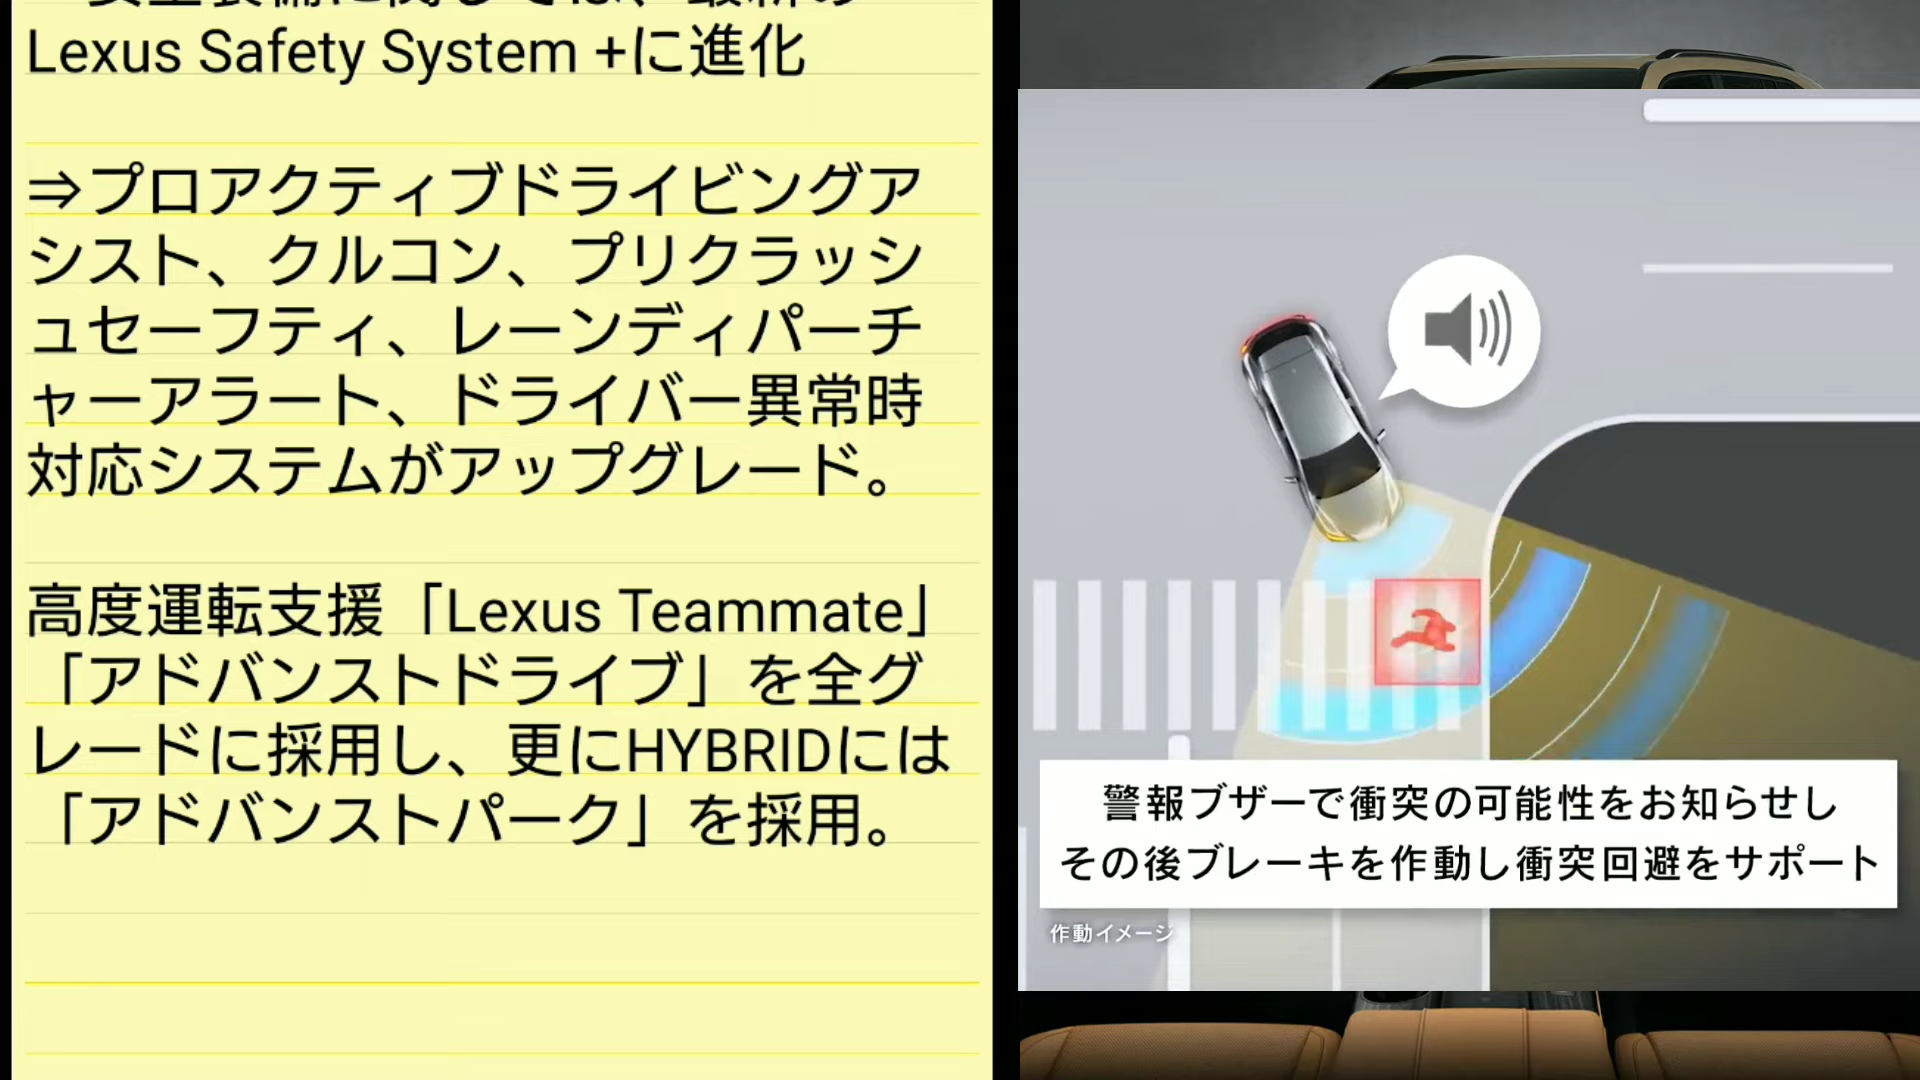 Lexus Safety System +に進化
⇒プロアクティブドライビングア
シスト、クルコン、プリクラッシ
ュセーフティ、レーンディパーチ
ャーアラート、ドライバー異常時
対応システムがアップグレード。
高度運転支援「Lexus Teammate」
「アドバンストドライブ」を全グ
レードに採用し、更にHYBRIDには
「アドバンストパーク」を採用。
警報ブザーで衝突の可能性をお知らせし
その後ブレーキを作動し衝突回避をサポート
作動イメージ